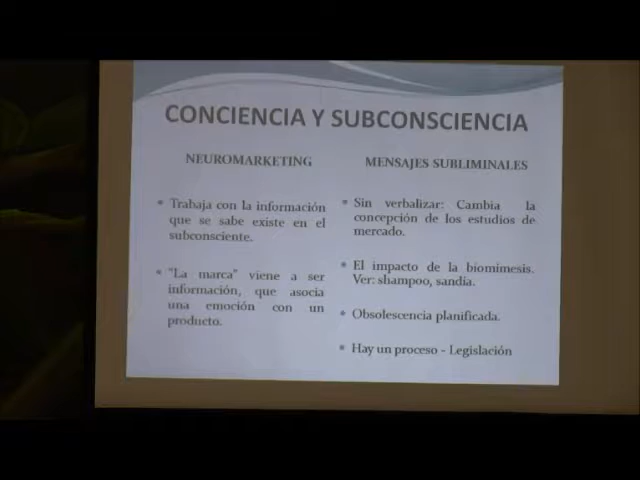 CONCIENCIA Y SUBCONSCIENCIA
NEUROMARKETING
• Trabaja con la información
que se sabe existe en el
subconsciente.
• "La marca" viene a ser
información, que asocia
una emoción con un
producto.
MENSAJES SUBLIMINALES
• Sin verbalizar: Cambia la
concepción de los estudios de
mercado.
• El impacto de la biomimesis.
Ver: shampoo, sandía.
• Obsolescencia planificada.
• Hay un proceso - Legislación